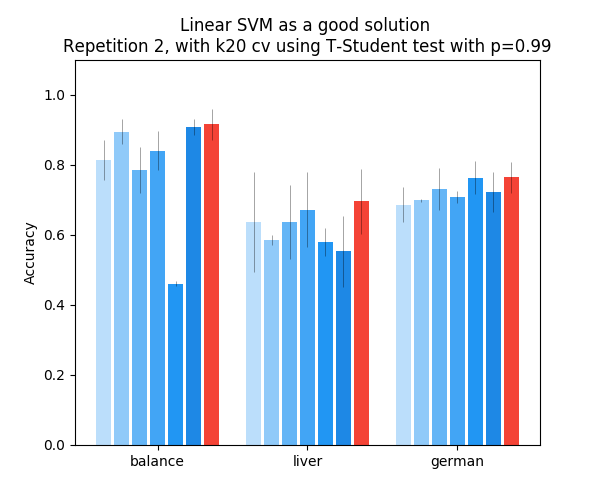 Linear SVM as a good solution
Repetition 2, with k20 cv using T-Student test with p=0.99
1.0
0.8
0.6
0.4
0.2
0.0
Accuracy
balance
liver
german